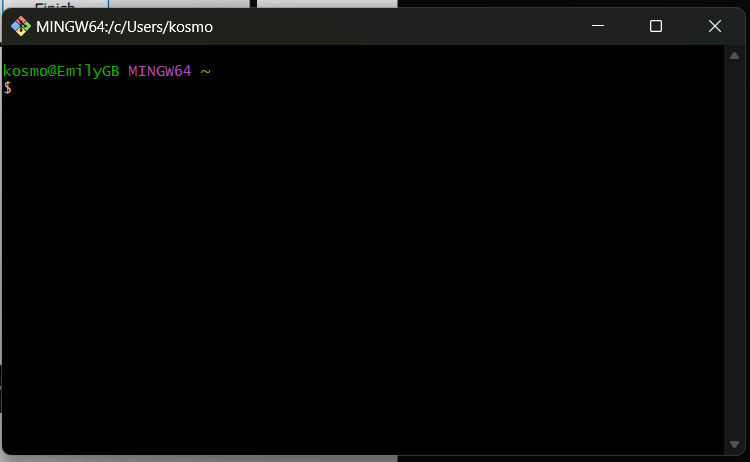 Finish
MINGW64:/c/Users/kosmo
kosmo@EmilyGB MINGW64 ~
$